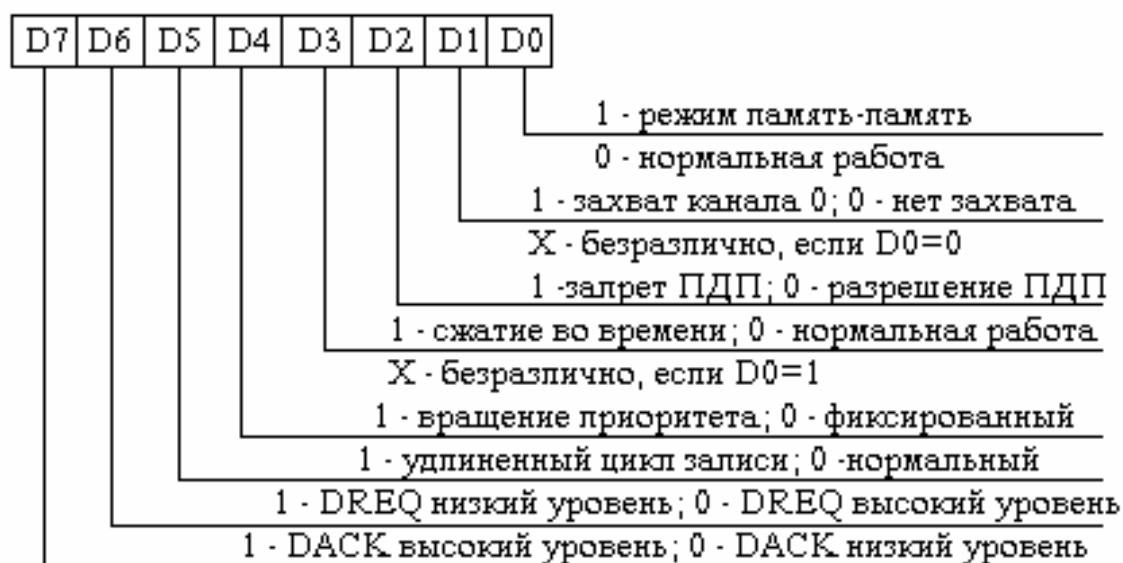 D7 D6 D5 D4 D3 D2 D1 D0
1 - режим память-память
0 - нормальная работа
1 - захват канала 0; 0 - нет захвата
X - безразлично, если D0=0
1 -запрет ПДП; 0 - разрешение ПДП
1 - сжатие во времени; 0 - нормальная работа
X - безразлично, если D0=1
1 - вращение приоритета; 0 - фиксированный
1 - удлиненный цикл записи; 0 -нормальный
1 - DREQ низкий уровень; 0 - DREQ высокий уровень
1 - DACK высокий уровень; 0 - DACK низкий уровень